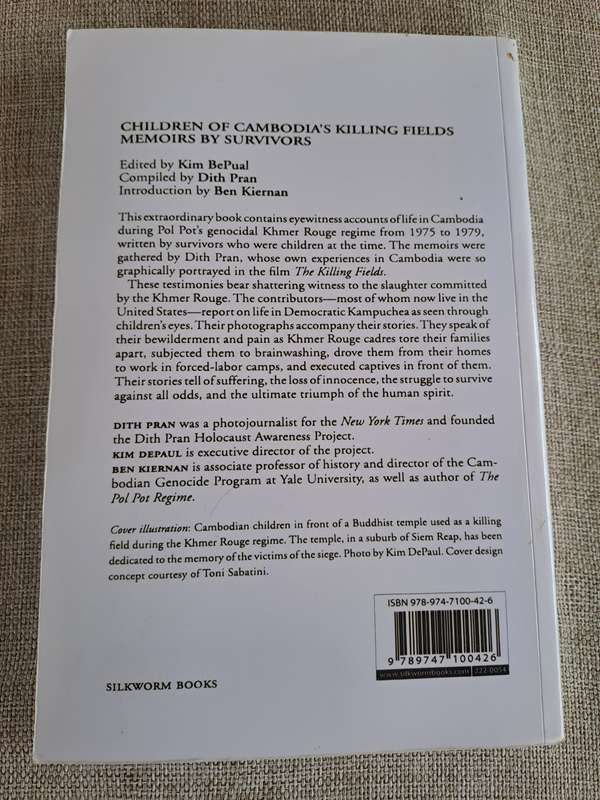 CHILDREN OF CAMBODIA'S KILLING FIELDS
MEMOIRS BY SURVIVORS
Edited by Kim BePual
Compiled by Dith Pran
Introduction by Ben Kiernan
This extraordinary book contains eyewitness accounts of life in Cambodia
during Pol Pot's genocidal Khmer Rouge regime from 1975 to 1979,
written by survivors who were children at the time. The memoirs were
gathered by Dith Pran, whose own experiences in Cambodia were so
graphically portrayed in the film The Killing Fields.
These testimonies bear shattering witness to the slaughter committed
by the Khmer Rouge. The contributors—most of whom now live in the
United States—report on life in Democratic Kampuchea as seen through
children's eyes. Their photographs accompany their stories. They speak of
their bewilderment and pain as Khmer Rouge cadres tore their families
apart, subjected them to brainwashing, drove them from their homes
to work in forced-labor camps, and executed captives in front of them.
Their stories tell of suffering, the loss of innocence, the struggle to survive
against all odds, and the ultimate triumph of the human spirit.
DITH PRAN was a photojournalist for the New York Times and founded
the Dith Pran Holocaust Awareness Project.
KIM DEPAUL is executive director of the project.
BEN KIERNAN is associate professor of history and director of the Cam-
bodian Genocide Program at Yale University, as well as author of The
Pol Pot Regime.
Cover illustration: Cambodian children in front of a Buddhist temple used as a killing
field during the Khmer Rouge regime. The temple, in a suburb of Siem Reap, has been
dedicated to the memory of the victims of the siege. Photo by Kim DePaul. Cover design
concept courtesy of Toni Sabatini.
ISBN 978-974-7100-42-6
9 789747 100426
www.silkwormbooks.com 222-0054
SILKWORM BOOKS